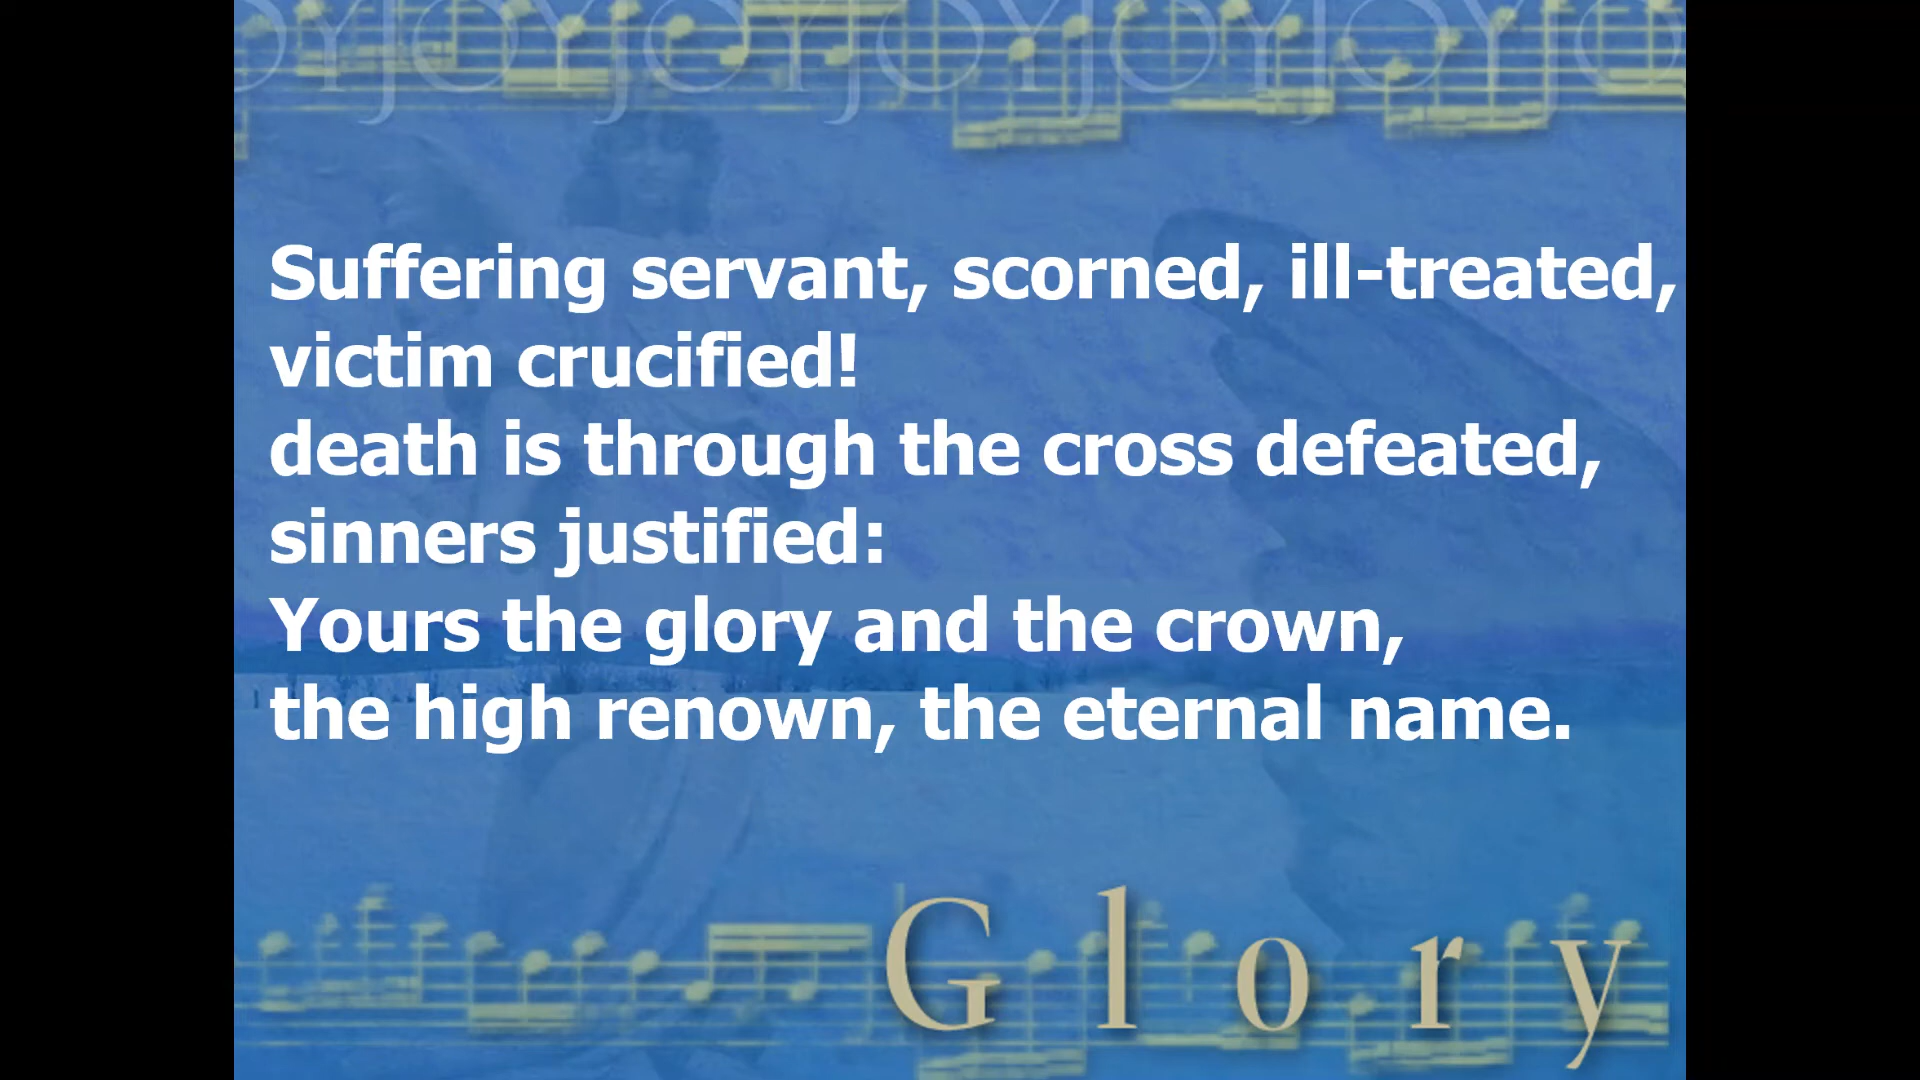 JOYJOYJOYJOYJOYJO
Suffering servant, scorned, ill-treated,
victim crucified!
death is through the cross defeated,
sinners justified:
Yours the glory and the crown,
the high renown, the eternal name.
Glory